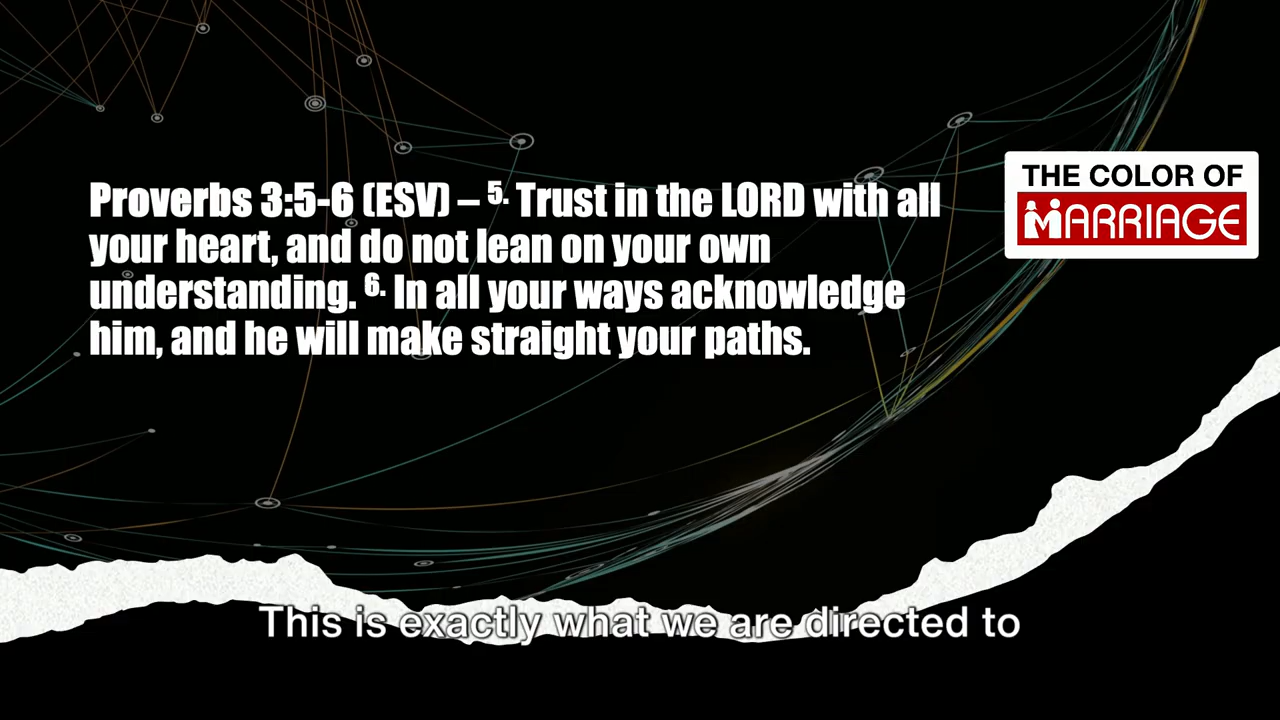 Proverbs 3:5-6 (ESV) – 5. Trust in the LORD with all
your heart, and do not lean on your own
understanding. 6. In all your ways acknowledge
him, and he will make straight your paths.
THE COLOR OF
MARRIAGE
This is exactly what we are directed to